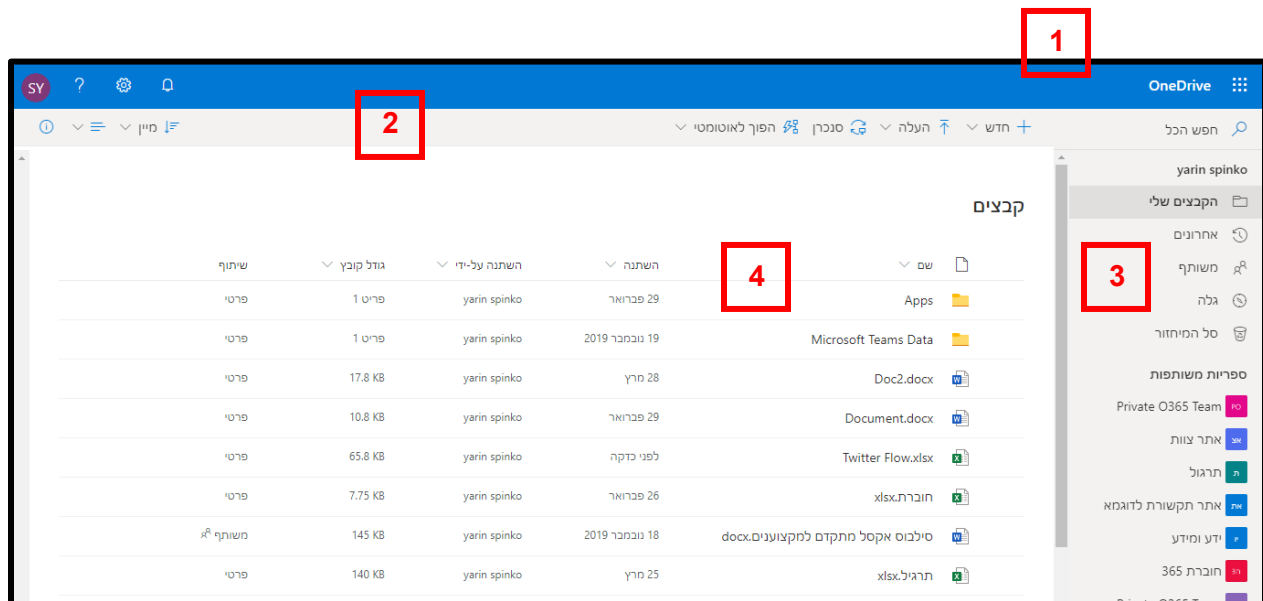 1
OneDrive
SY ?
חפש הכל
חדש העלה סנכרן הפוך לאוטומטי
2
מיין
yarin spinko
הקבצים שלי
אחרונים
משותף
3
גלה
סל המיחזור
ספריות משותפות
PO Private O365 Team
אצ אתר צוות
ת תרגול
את אתר תקשורת לדוגמא
ידע ומידע
חוברת 365
קבצים
שם השתנה השתנה על-ידי גודל קובץ שיתוף
4
Apps 29 פברואר yarin spinko פריט 1 פרטי
Microsoft Teams Data 19 נובמבר 2019 yarin spinko פריט 1 פרטי
Doc2.docx 28 מרץ yarin spinko 17.8 KB פרטי
Document.docx 29 פברואר yarin spinko 10.8 KB פרטי
Twitter Flow.xlsx לפני כדקה yarin spinko 65.8 KB פרטי
חוברת.xlsx 26 פברואר yarin spinko 7.75 KB פרטי
סילבוס אקסל מתקדם למקצוענים.docx 18 נובמבר 2019 yarin spinko 145 KB משותף
תרגיל.xlsx 25 מרץ yarin spinko 140 KB פרטי